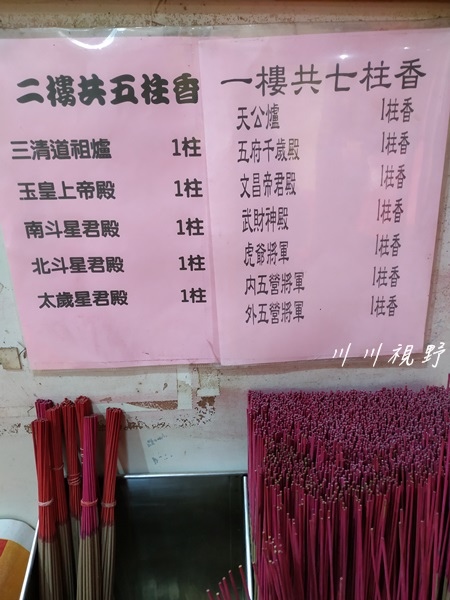 二樓共五柱香
三清道祖爐 1柱
玉皇上帝殿 1柱
南斗星君殿 1柱
北斗星君殿 1柱
太歲星君殿 1柱
一樓共七柱香
天公爐 1柱香
五府千歲殿 1柱香
文昌帝君殿 1柱香
武財神殿 1柱香
虎爺將軍 1柱香
內五營將軍 1柱香
外五營將軍 1柱香
川川視野